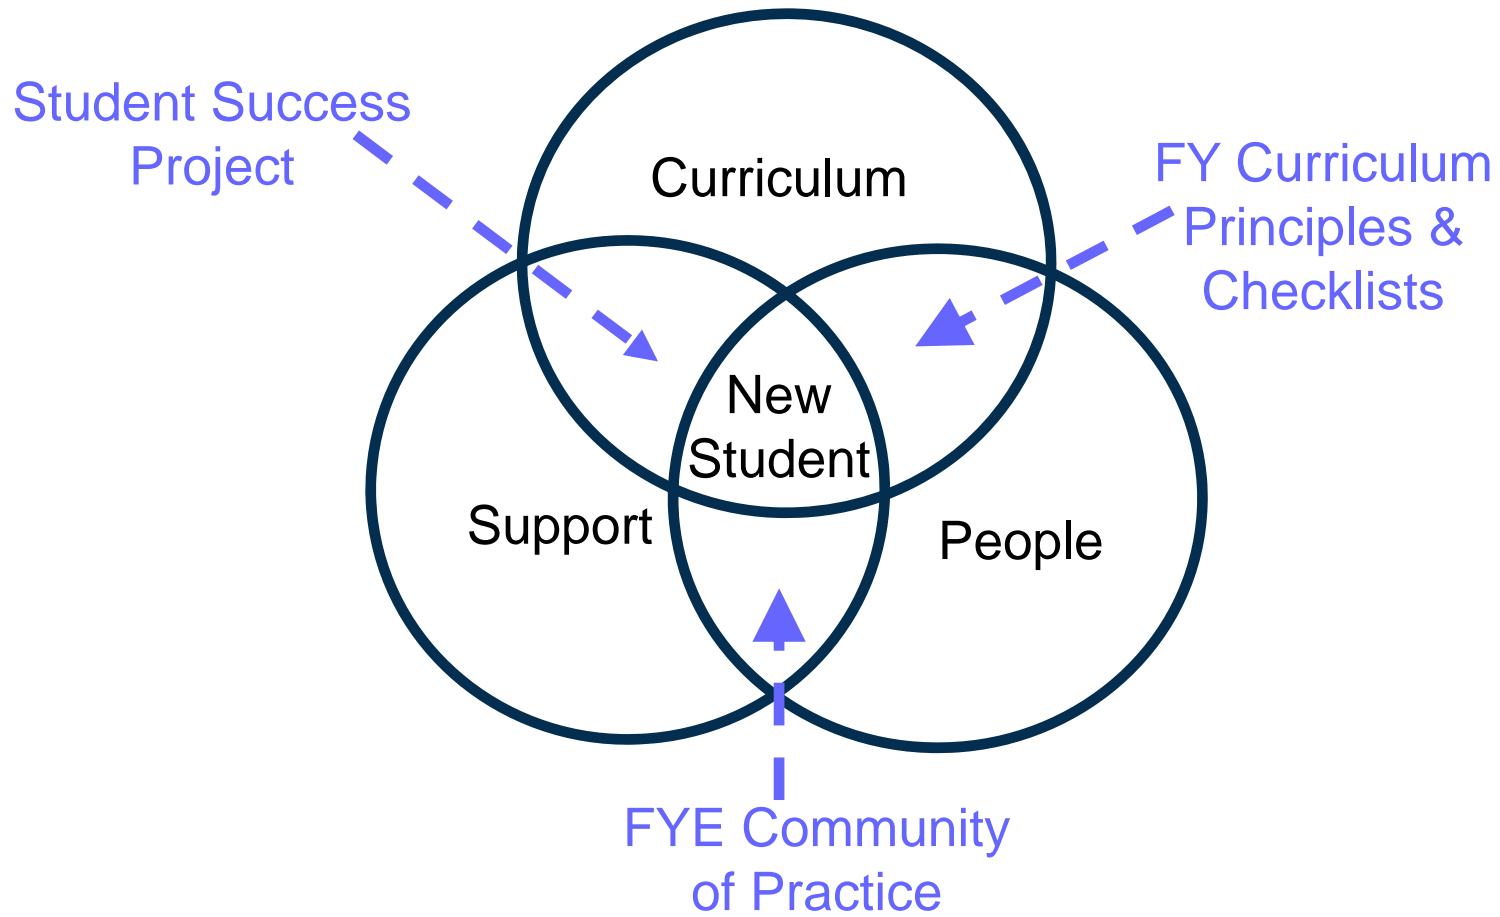 Student Success
Project
Curriculum
FY Curriculum
Principles &
Checklists
New
Student
Support
People
FYE Community
of Practice